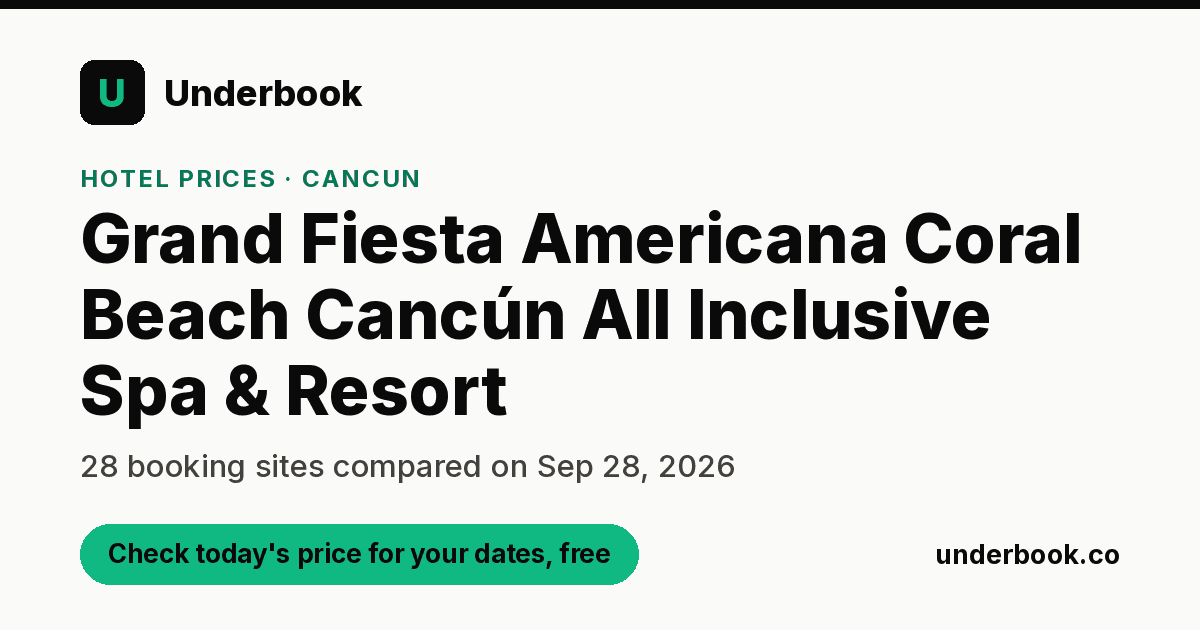 U Underbook
HOTEL PRICES · CANCUN
Grand Fiesta Americana Coral
Beach Cancún All Inclusive
Spa & Resort
28 booking sites compared on Sep 28, 2026
Check today's price for your dates, free
underbook.co